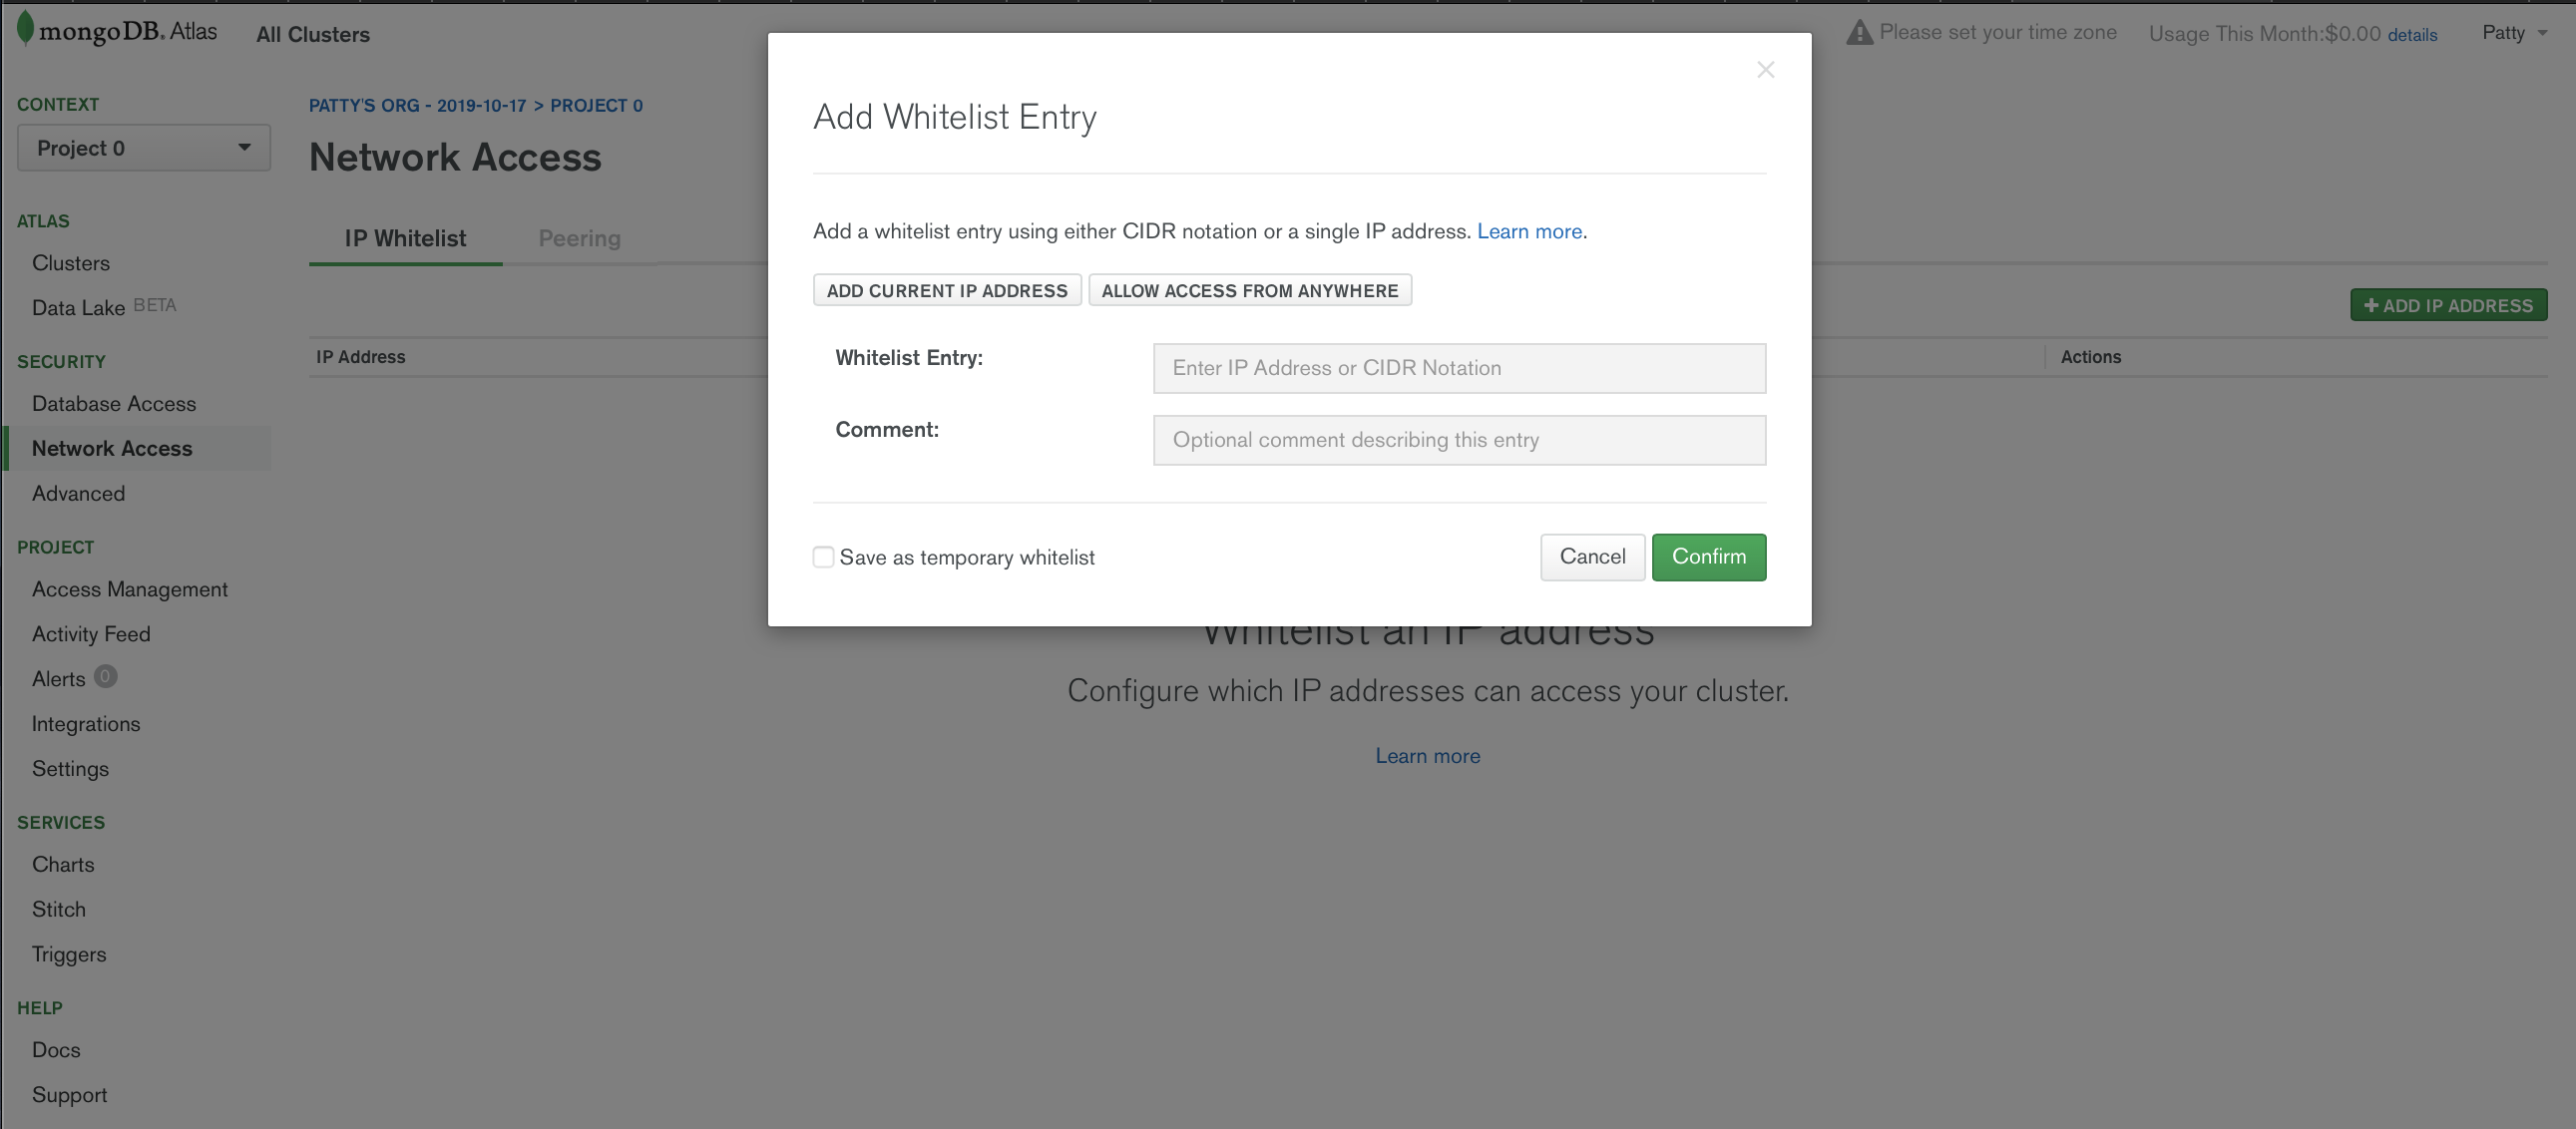 mongoDB. Atlas All Clusters Please set your time zone Usage This Month:$0.00 details Patty
CONTEXT
Project 0
ATLAS
Clusters
Data Lake BETA
SECURITY
Database Access
Network Access
Advanced
PROJECT
Access Management
Activity Feed
Alerts 0
Integrations
Settings
SERVICES
Charts
Stitch
Triggers
HELP
Docs
Support
PATTY'S ORG - 2019-10-17 > PROJECT 0
Network Access
IP Whitelist Peering
ADD IP ADDRESS
IP Address Actions
Add Whitelist Entry
Add a whitelist entry using either CIDR notation or a single IP address. Learn more.
ADD CURRENT IP ADDRESS ALLOW ACCESS FROM ANYWHERE
Whitelist Entry: Enter IP Address or CIDR Notation
Comment: Optional comment describing this entry
Save as temporary whitelist Cancel Confirm
Whitelist an IP address
Configure which IP addresses can access your cluster.
Learn more